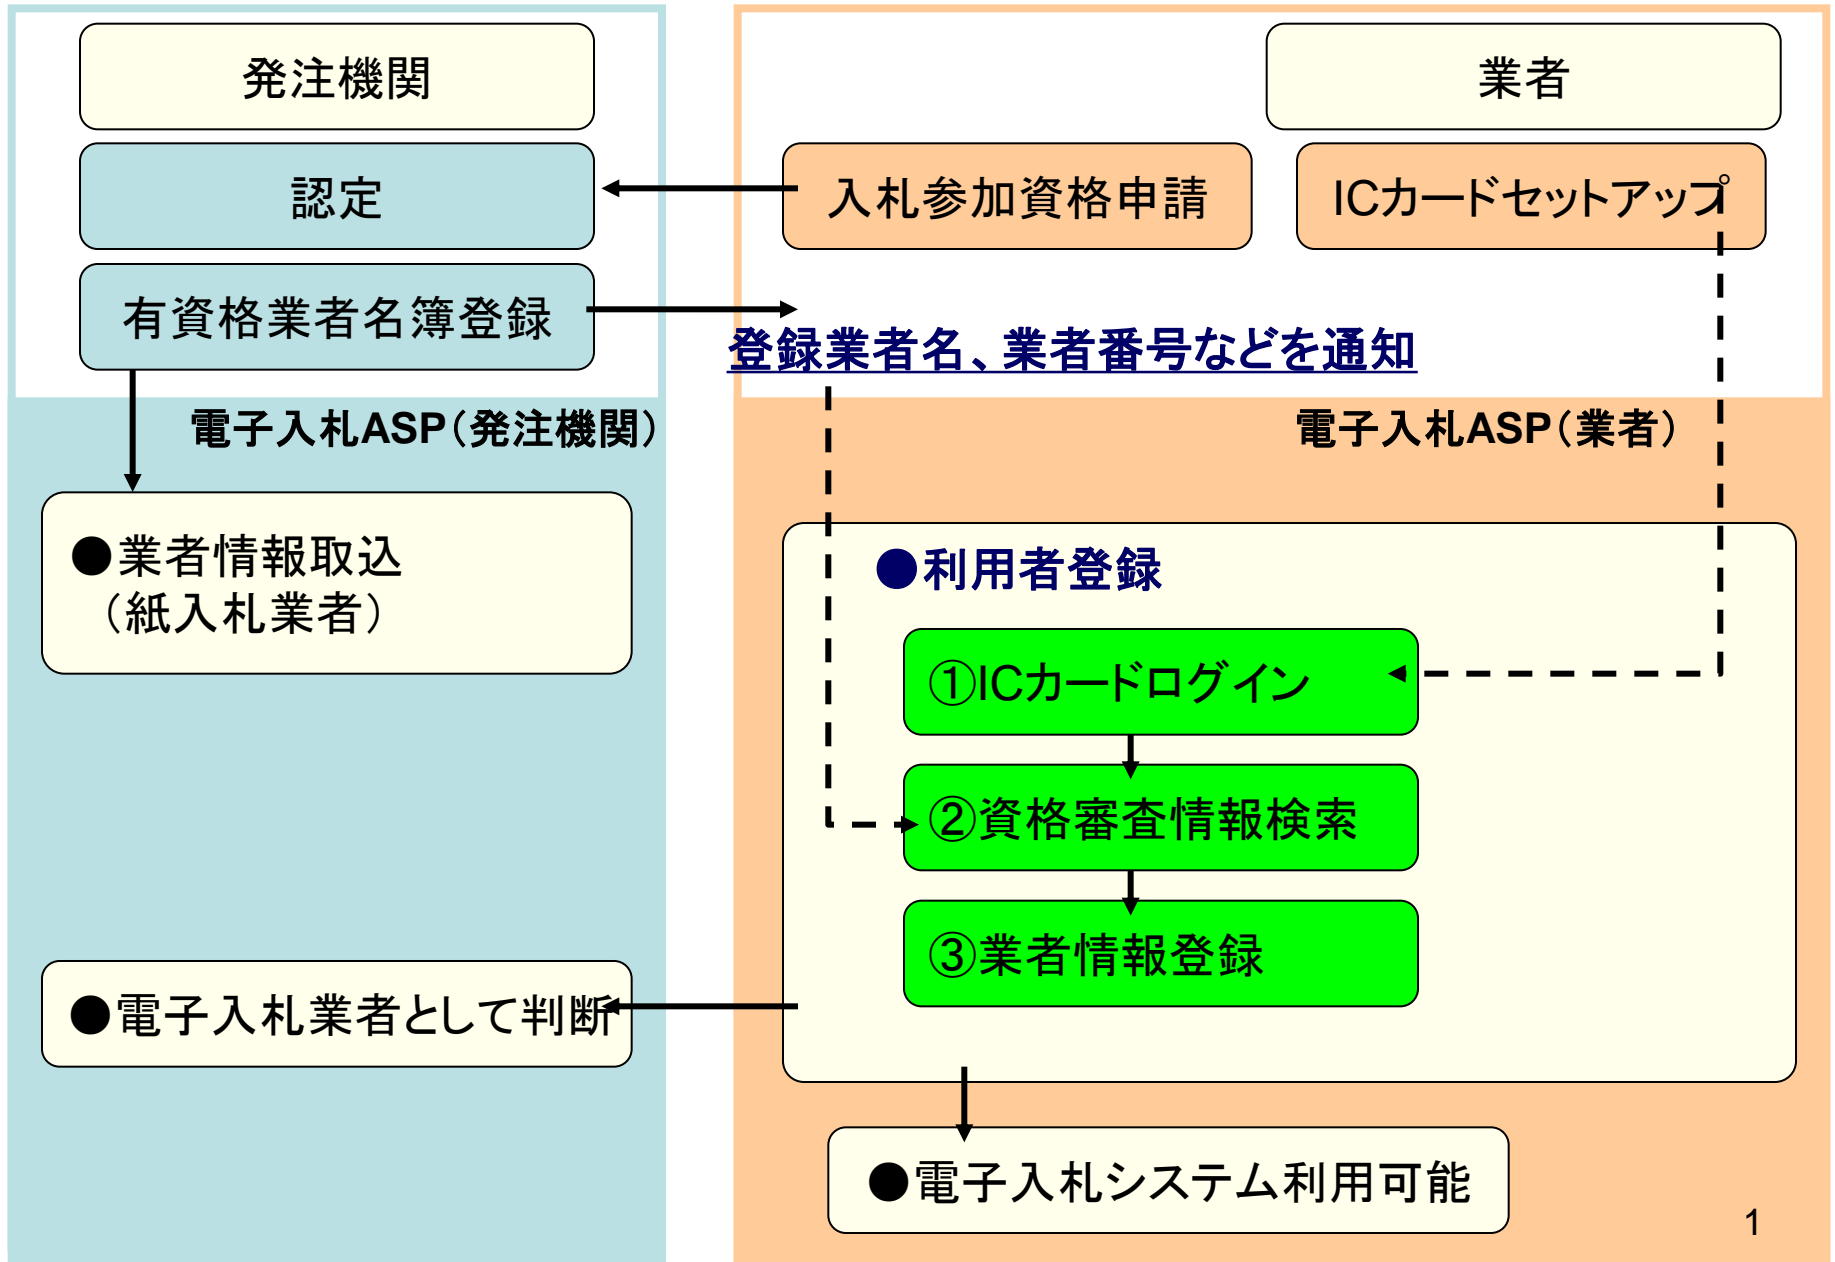 発注機関
業者
認定
入札参加資格申請
ICカードセットアップ
有資格業者名簿登録
登録業者名、業者番号などを通知
電子入札ASP(発注機関)
電子入札ASP(業者)
●業者情報取込
(紙入札業者)
●利用者登録
①ICカードログイン
②資格審査情報検索
③業者情報登録
●電子入札業者として判断
●電子入札システム利用可能
1